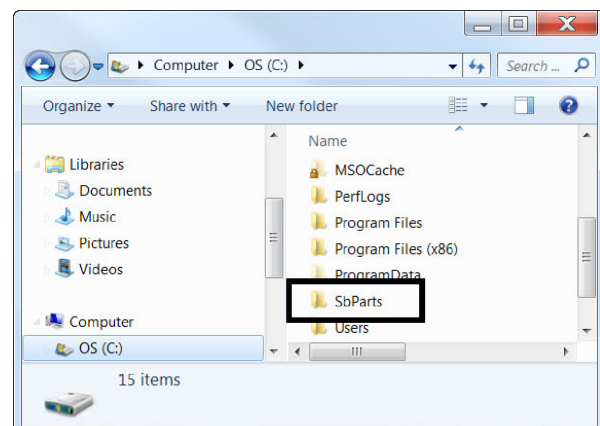 Computer OS (C:) Search ...
Organize Share with New folder
Name
Libraries
Documents
Music
Pictures
Videos
Computer
OS (C:)
MSOCache
PerfLogs
Program Files
Program Files (x86)
ProgramData
SbParts
Users
15 items